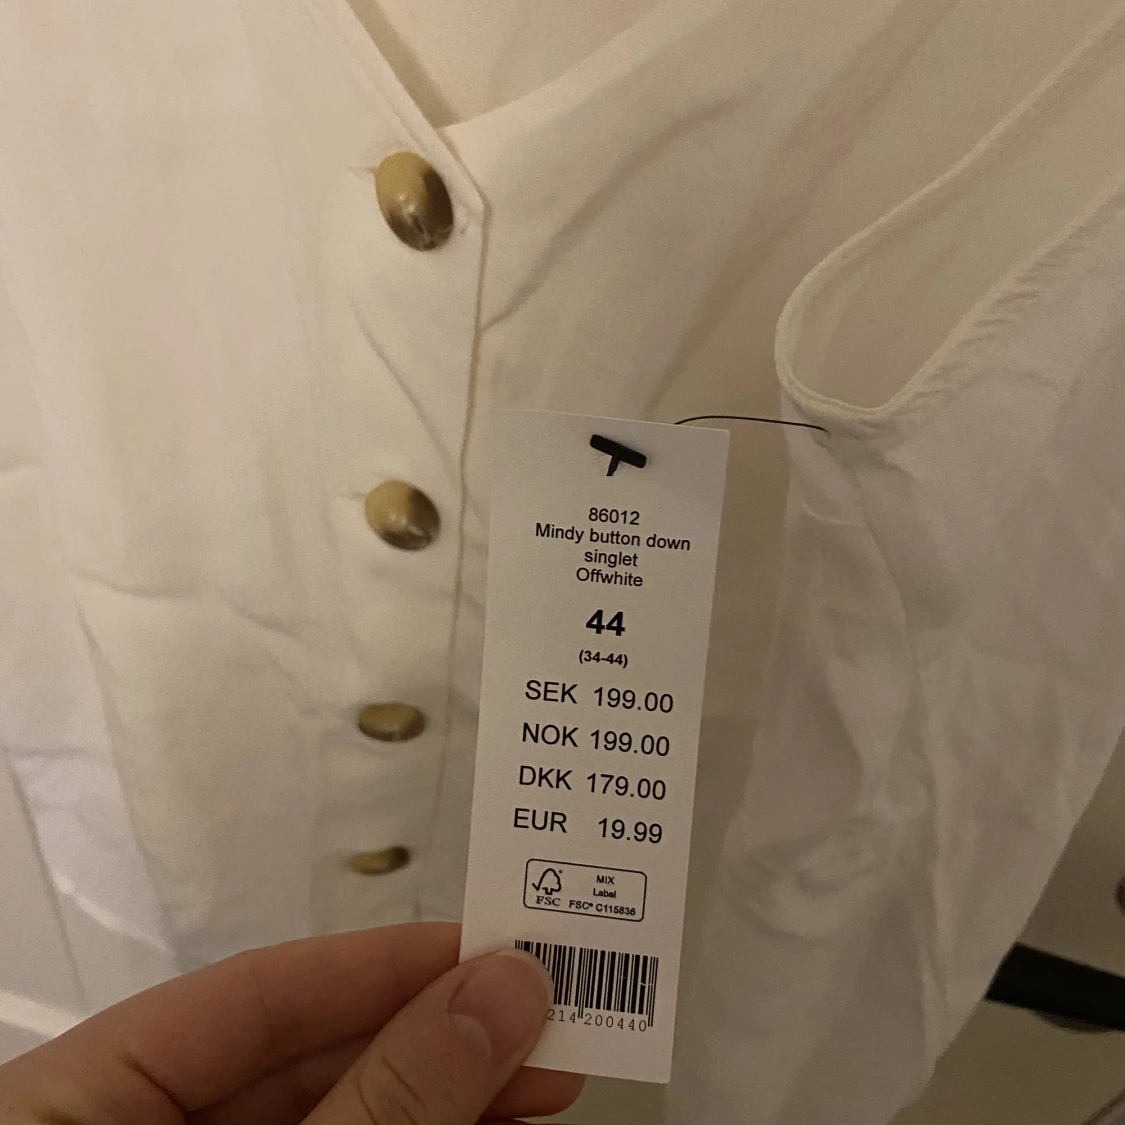 86012
Mindy button down
singlet
Offwhite
44
(34-44)
SEK 199.00
NOK 199.00
DKK 179.00
EUR 19.99
MIX
Label
FSC FSC® C115836
214 200440